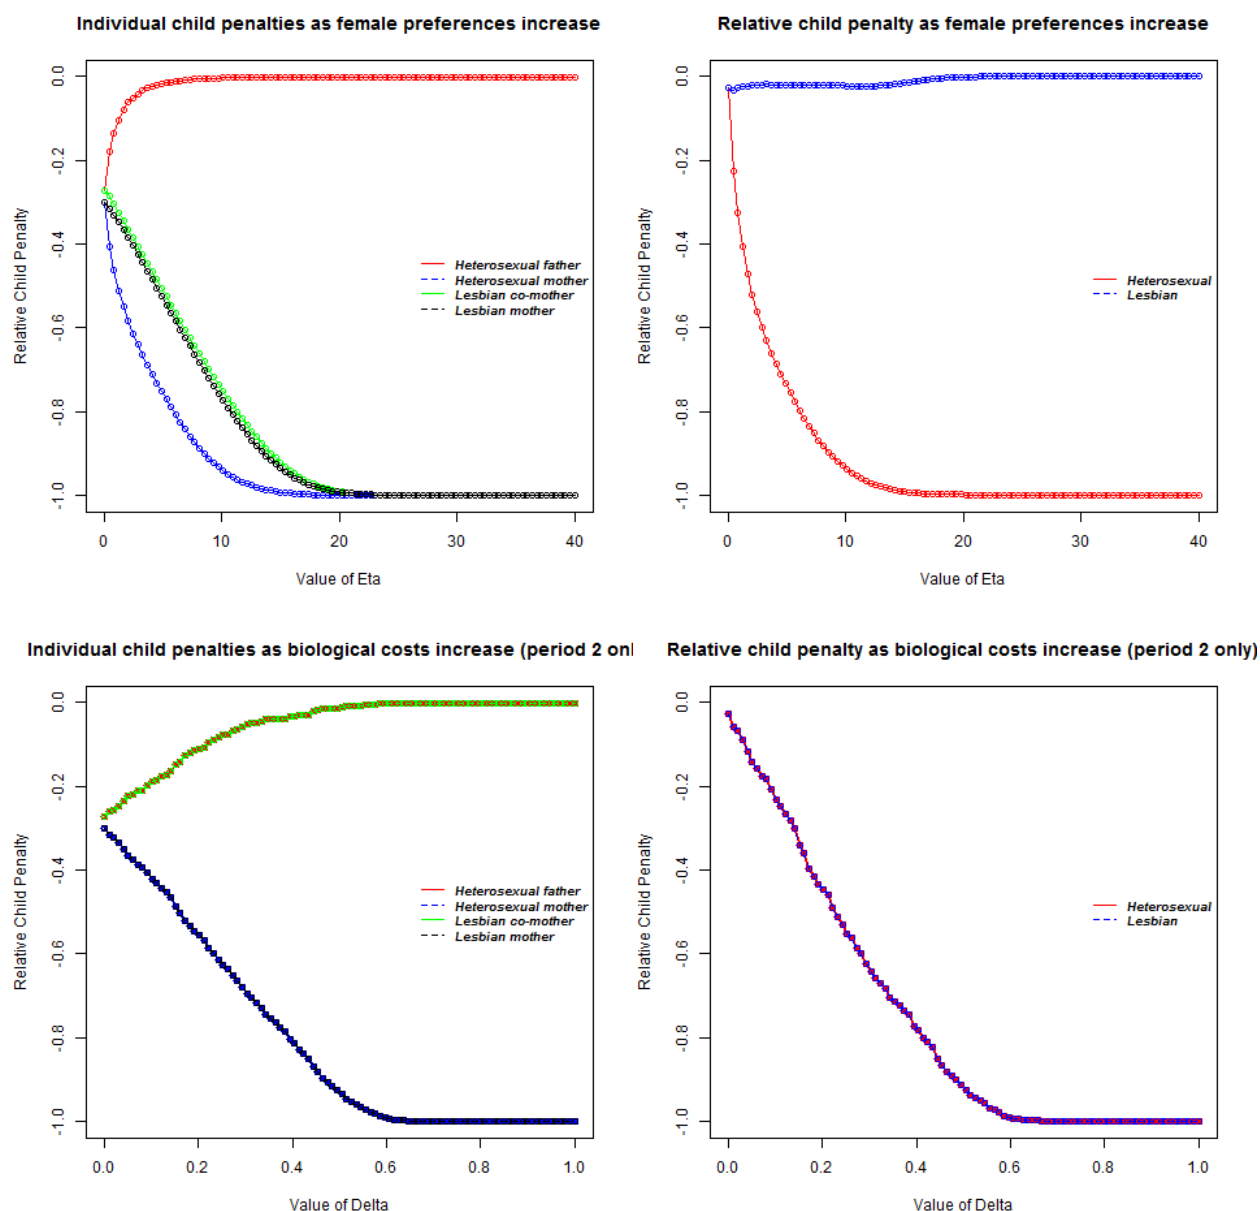 Individual child penalties as female preferences increase
Relative Child Penalty
0.0
-0.2
-0.4
-0.6
-0.8
-1.0
Heterosexual father
Heterosexual mother
Lesbian co-mother
Lesbian mother
0
10
20
30
40
Value of Eta
Relative child penalty as female preferences increase
Relative Child Penalty
0.0
-0.2
-0.4
-0.6
-0.8
-1.0
Heterosexual
Lesbian
0
10
20
30
40
Value of Eta
Individual child penalties as biological costs increase (period 2 onl
Relative Child Penalty
0.0
-0.2
-0.4
-0.6
-0.8
-1.0
Heterosexual father
Heterosexual mother
Lesbian co-mother
Lesbian mother
0.0
0.2
0.4
0.6
0.8
1.0
Value of Delta
Relative child penalty as biological costs increase (period 2 only)
Relative Child Penalty
0.0
-0.2
-0.4
-0.6
-0.8
-1.0
Heterosexual
Lesbian
0.0
0.2
0.4
0.6
0.8
1.0
Value of Delta